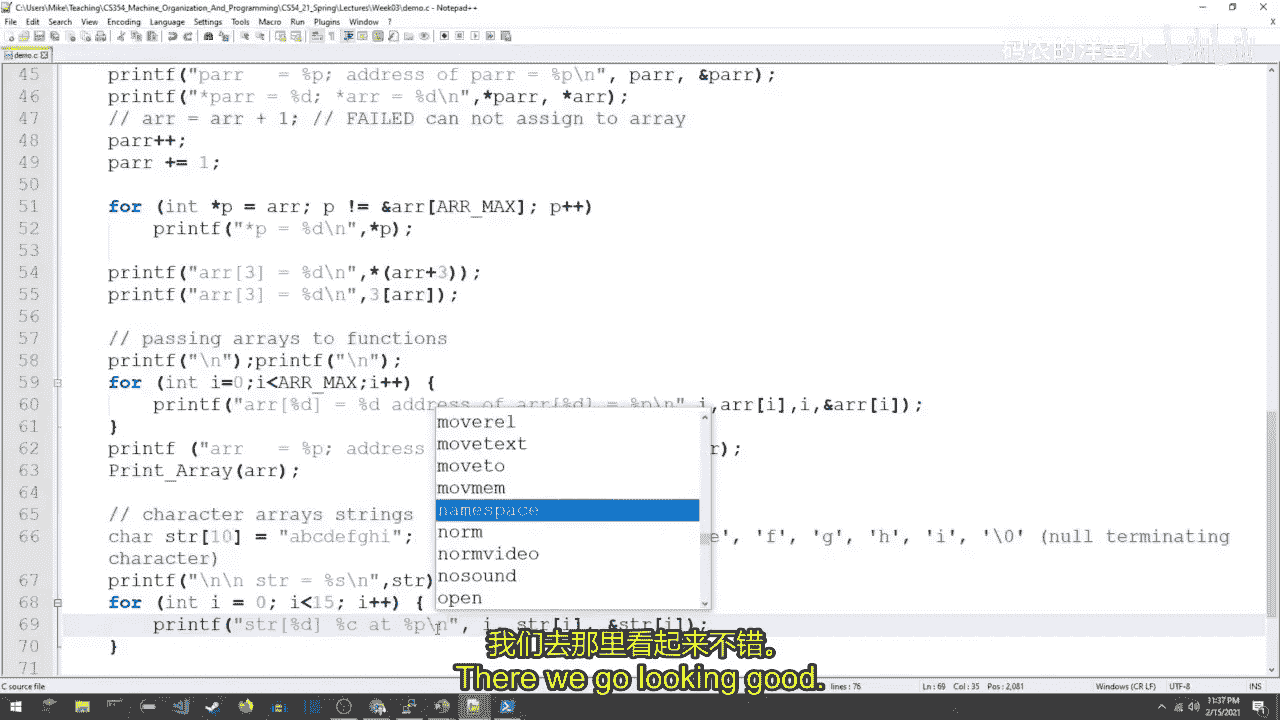 C:\Users\Mike\Teaching\CS354_Machine_Organization_And_Programming\CS54_21_Spring\Lectures\Week03\demo.c - Notepad++
File Edit Search View Encoding Language Settings Tools Macro Run Plugins Window ?
demo.c
码农的洋墨水
45 printf("parr   = %p; address of parr = %p\n", parr, &parr);
46 printf("*parr = %d; *arr = %d\n",*parr, *arr);
47 // arr = arr + 1; // FAILED can not assign to array
48 parr++;
49 parr += 1;
50
51 for (int *p = arr; p != &arr[ARR_MAX]; p++)
52 printf("*p = %d\n",*p);
53
54 printf("arr[3] = %d\n",*(arr+3));
55 printf("arr[3] = %d\n",3[arr]);
56
57 // passing arrays to functions
58 printf("\n");printf("\n");
59 for (int i=0;i<ARR_MAX;i++) {
60 printf("arr[%d] = %d address of arr[%d] = %p\n",i,arr[i],i,&arr[i]);
61 }
62 printf ("arr   = %p; address r);
63 Print_Array(arr);
64
65 // character arrays strings
66 char str[10] = "abcdefghi"; e', 'f', 'g', 'h', 'i', '\0' (null terminating
character)
67 printf("\n\n str = %s\n",str)
68 for (int i = 0; i<15; i++) {
69 printf("str[%d] %c at %p\n", i, str[i], &str[i]);
70 }
71
moverel
movetext
moveto
movmem
namespace
norm
normvideo
nosound
open
我们去那里看起来不错。
There we go looking good.
C source file lines : 76 Ln : 69 Col : 35 Pos : 2,081 Windows (CR LF) UTF-8 INS
11:37 PM
2/15/2021